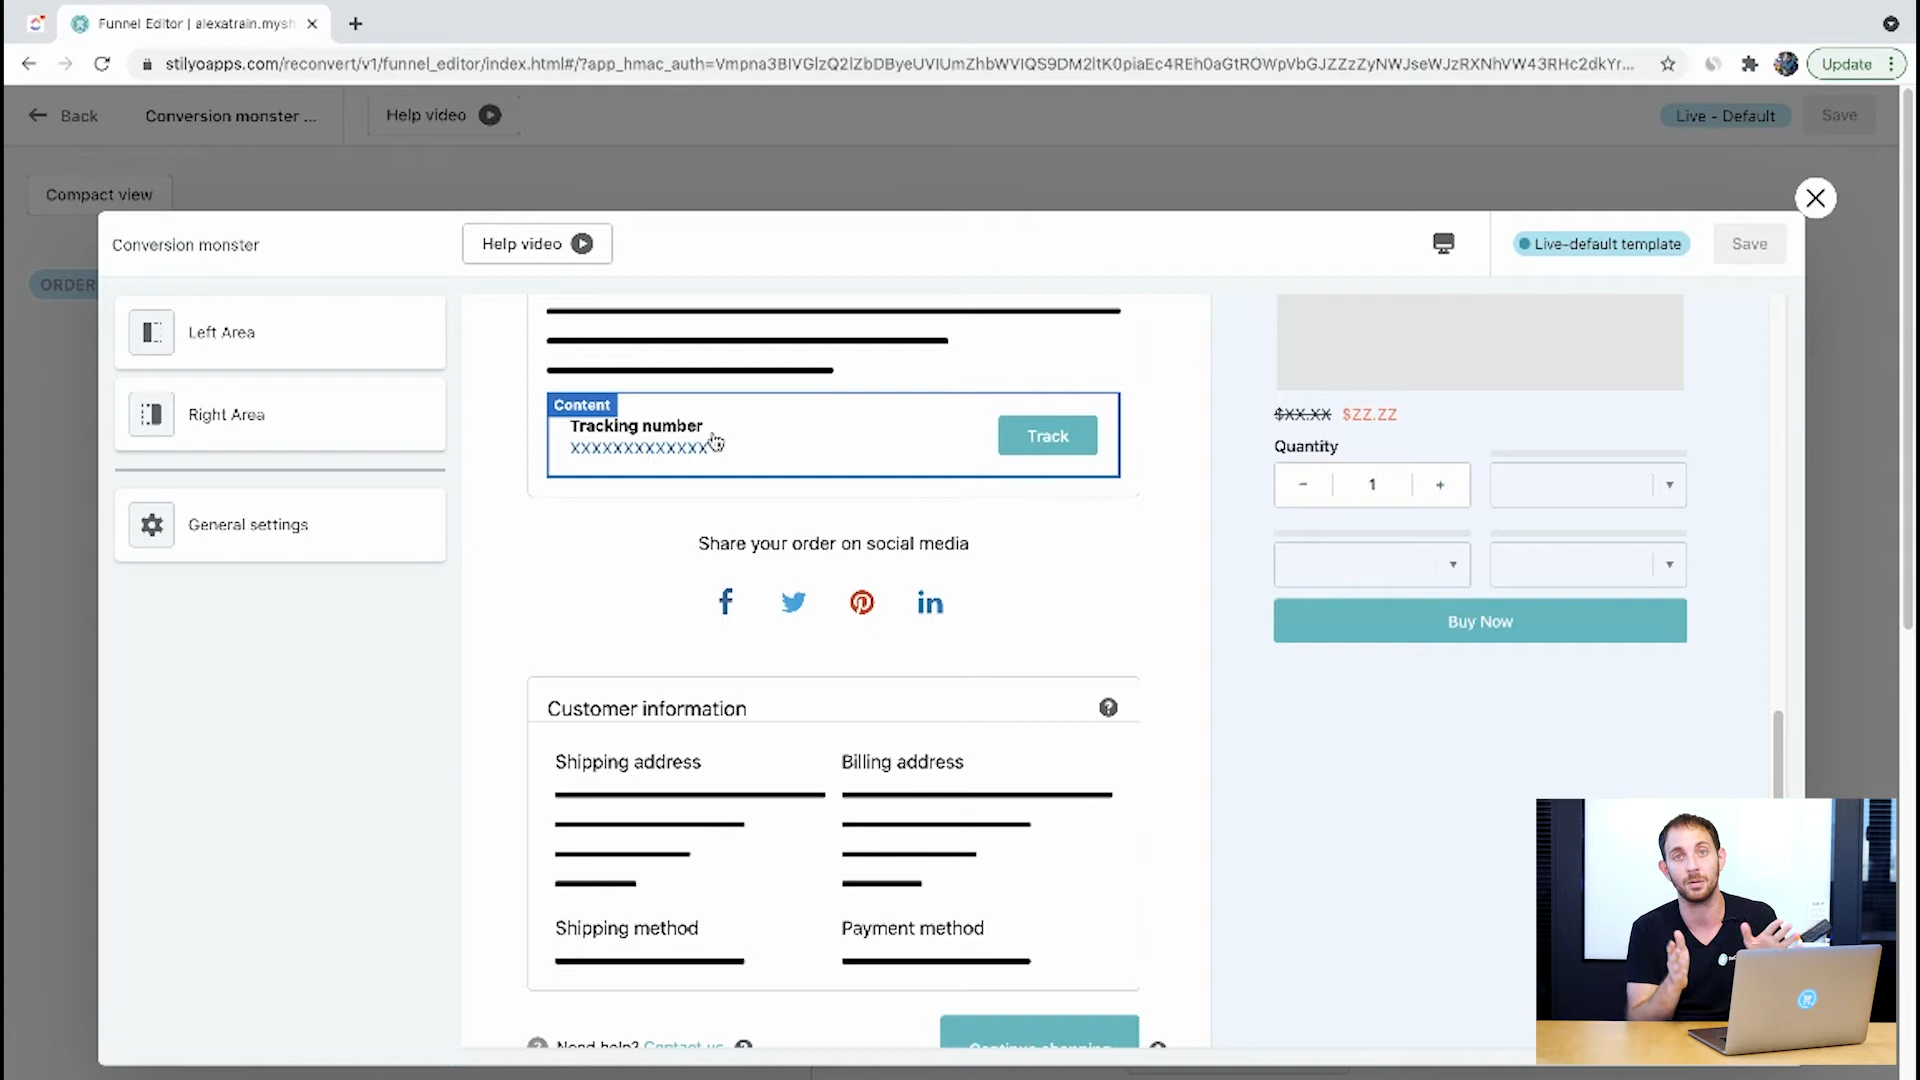 Funnel Editor | alexatrain.mysh
stilyoapps.com/reconvert/v1/funnel_editor/index.html#/?app_hmac_auth=
Update
Back
Conversion monster ...
Help video
Live - Default
Save
Compact view
Conversion monster
Help video
Live-default template
Save
ORDER
Left Area
Right Area
General settings
Content
Tracking number
XXXXXXXXXXXXX
Track
Share your order on social media
Customer information
Shipping address
Billing address
Shipping method
Payment method
Need help? Contact us
Continue shopping
$XX.XX $ZZ.ZZ
Quantity
- 1 +
Buy Now